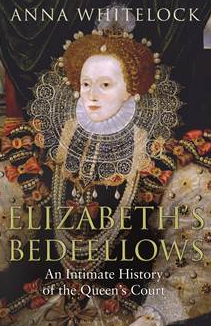 ANNA WHITELOCK
ELIZABETH'S
BEDFELLOWS
An Intimate History
of the Queen's Court